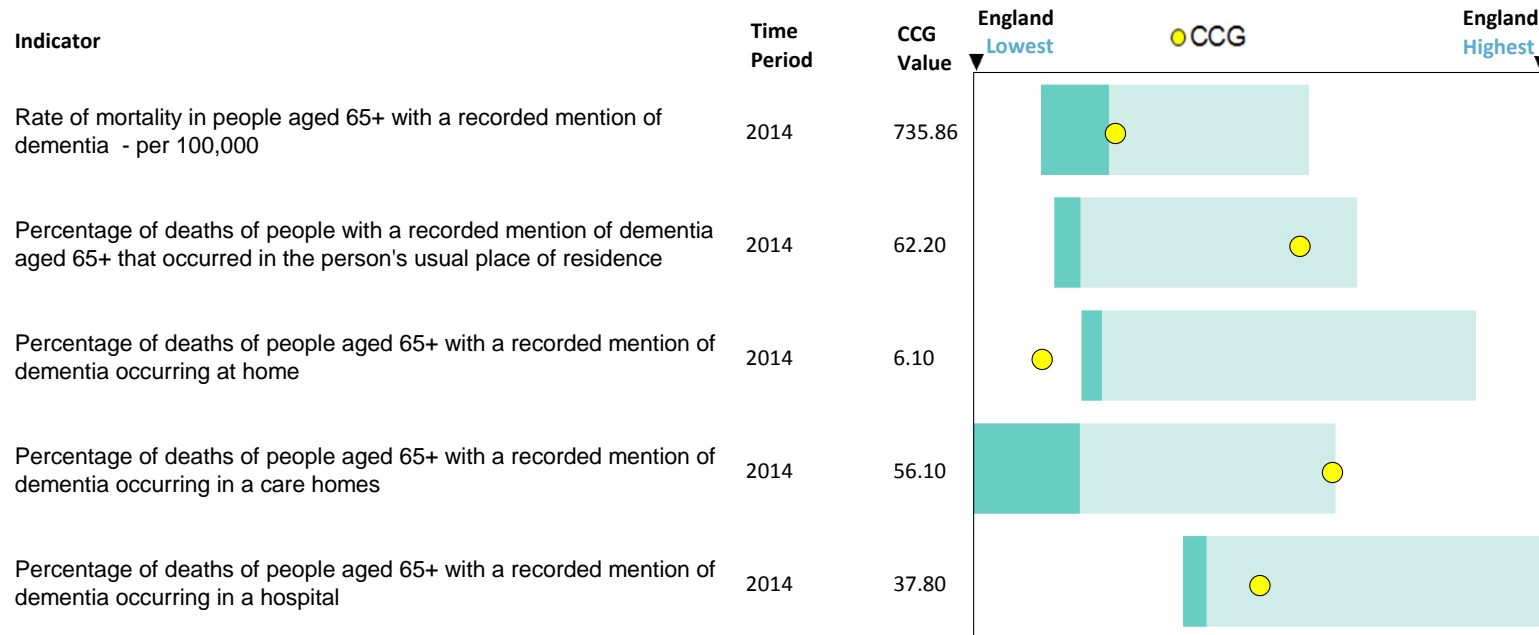 Indicator
Time Period
CCG Value
England Lowest
CCG
England Highest
Rate of mortality in people aged 65+ with a recorded mention of
dementia - per 100,000
2014
735.86
Percentage of deaths of people with a recorded mention of dementia
aged 65+ that occurred in the person's usual place of residence
2014
62.20
Percentage of deaths of people aged 65+ with a recorded mention of
dementia occurring at home
2014
6.10
Percentage of deaths of people aged 65+ with a recorded mention of
dementia occurring in a care homes
2014
56.10
Percentage of deaths of people aged 65+ with a recorded mention of
dementia occurring in a hospital
2014
37.80